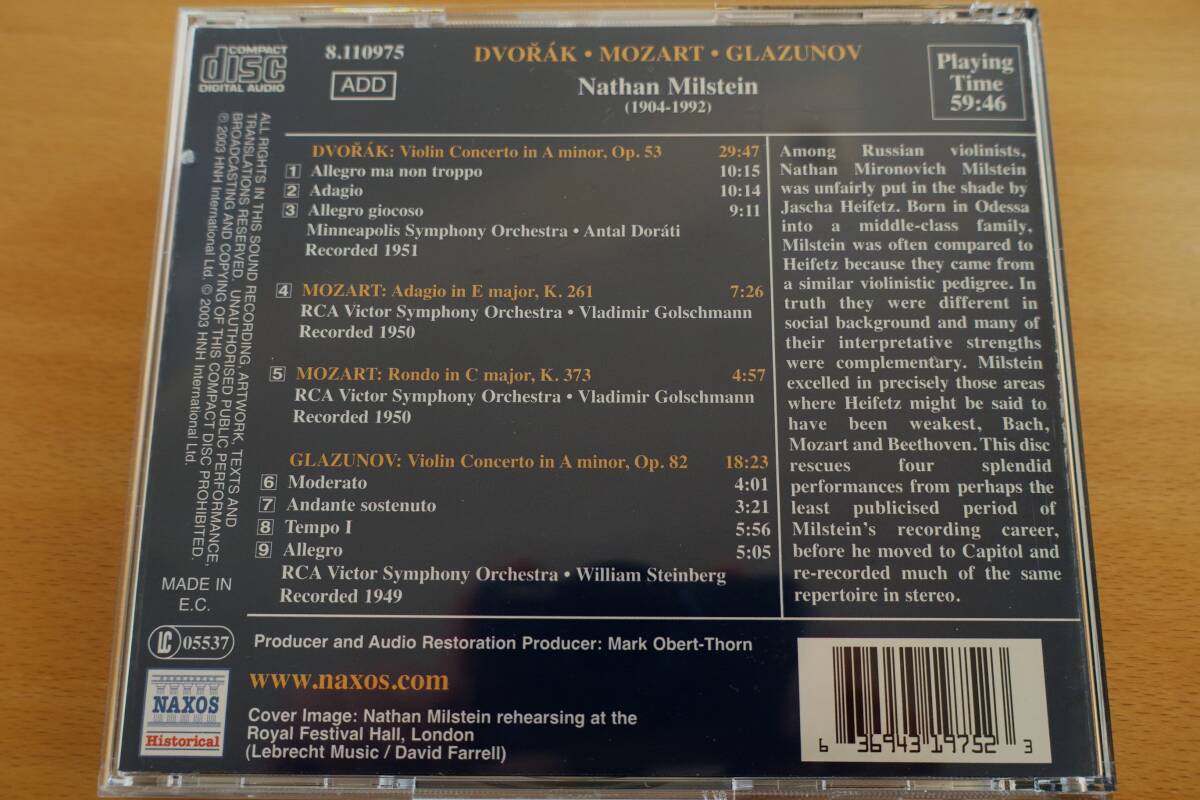 COMPACT
disc
DIGITAL AUDIO
8.110975
ADD
DVOŘÁK • MOZART • GLAZUNOV
Nathan Milstein
(1904-1992)
Playing
Time
59:46
ALL RIGHTS IN THIS SOUND RECORDING, ARTWORK, TEXTS AND
TRANSLATIONS RESERVED. UNAUTHORISED PUBLIC PERFORMANCE,
BROADCASTING AND COPYING OF THIS COMPACT DISC PROHIBITED.
℗ 2003 HNH International Ltd. © 2003 HNH International Ltd.
DVOŘÁK: Violin Concerto in A minor, Op. 53 29:47
1 Allegro ma non troppo 10:15
2 Adagio 10:14
3 Allegro giocoso 9:11
Minneapolis Symphony Orchestra • Antal Doráti
Recorded 1951
4 MOZART: Adagio in E major, K. 261 7:26
RCA Victor Symphony Orchestra • Vladimir Golschmann
Recorded 1950
5 MOZART: Rondo in C major, K. 373 4:57
RCA Victor Symphony Orchestra • Vladimir Golschmann
Recorded 1950
GLAZUNOV: Violin Concerto in A minor, Op. 82 18:23
6 Moderato 4:01
7 Andante sostenuto 3:21
8 Tempo I 5:56
9 Allegro 5:05
RCA Victor Symphony Orchestra • William Steinberg
Recorded 1949
Among Russian violinists,
Nathan Mironovich Milstein
was unfairly put in the shade by
Jascha Heifetz. Born in Odessa
into a middle-class family,
Milstein was often compared to
Heifetz because they came from
a similar violinistic pedigree. In
truth they were different in
social background and many of
their interpretative strengths
were complementary. Milstein
excelled in precisely those areas
where Heifetz might be said to
have been weakest, Bach,
Mozart and Beethoven. This disc
rescues four splendid
performances from perhaps the
least publicised period of
Milstein's recording career,
before he moved to Capitol and
re-recorded much of the same
repertoire in stereo.
MADE IN
E.C.
LC 05537
Producer and Audio Restoration Producer: Mark Obert-Thorn
NAXOS
Historical
www.naxos.com
Cover Image: Nathan Milstein rehearsing at the
Royal Festival Hall, London
(Lebrecht Music / David Farrell)
6 36943 19752 3